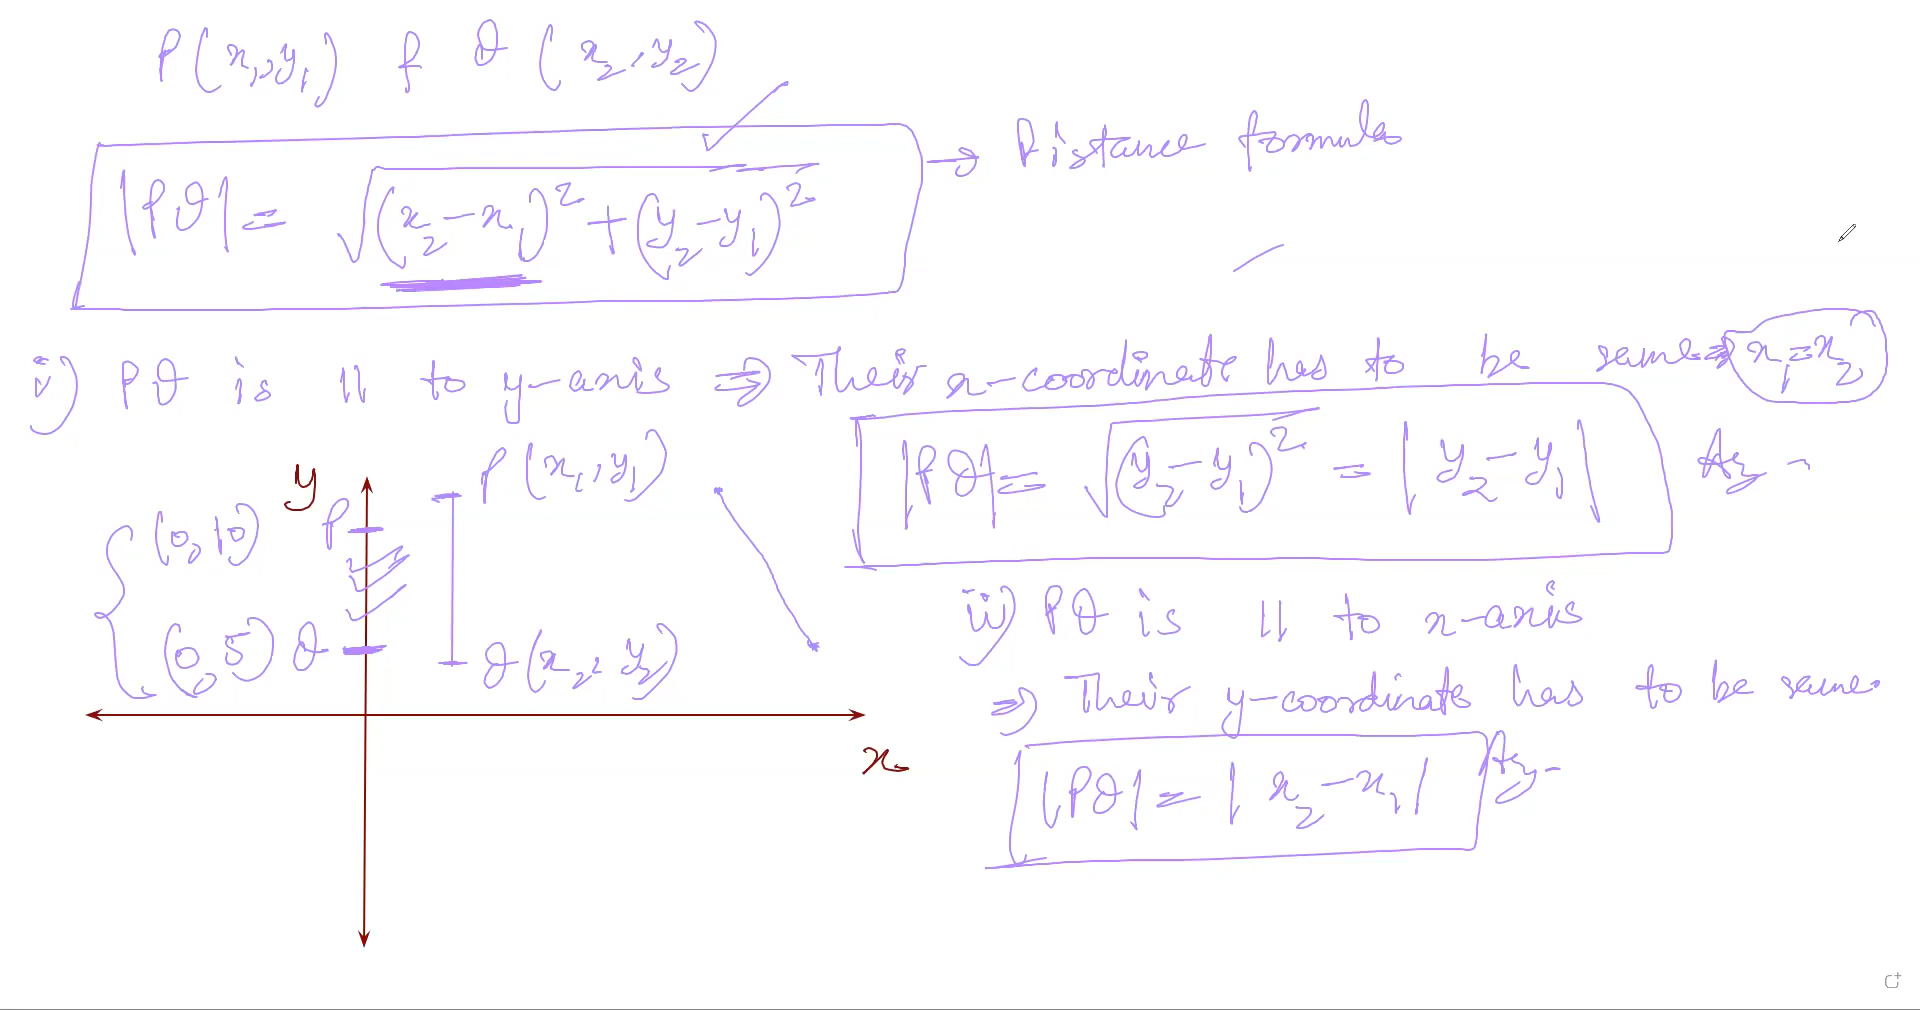 P(x₁, y₁) & Q(x₂, y₂)
|PQ| = √((x₂-x₁)² + (y₂-y₁)²) → Distance formula
i) PQ is || to y-axis ⇒ Their x-coordinate has to be same ⇒ x₁=x₂
|PQ| = √((y₂-y₁)²) = |y₂-y₁|
y
P(x₁, y₁)
(0, 10) P
(0, 5) Q
Q(x₂, y₂)
x
ii) PQ is || to x-axis
⇒ Their y-coordinate has to be same.
|PQ| = |x₂-x₁|